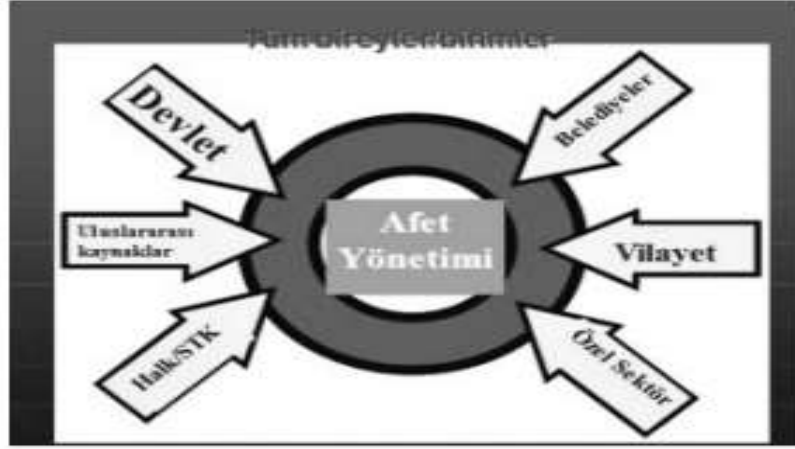 Devlet
Belediyeler
Uluslararası
kaynaklar
Afet
Yönetimi
Vilayet
Halk/STK
Özel Sektör